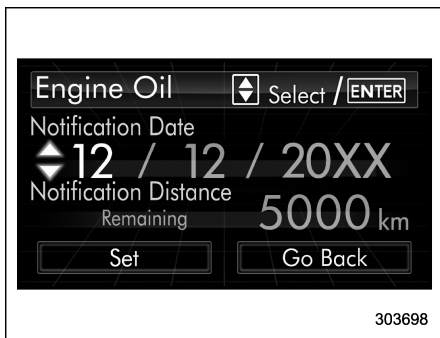 Engine Oil Select / ENTER
Notification Date
12 / 12 / 20XX
Notification Distance
Remaining 5000 km
Set Go Back
303698